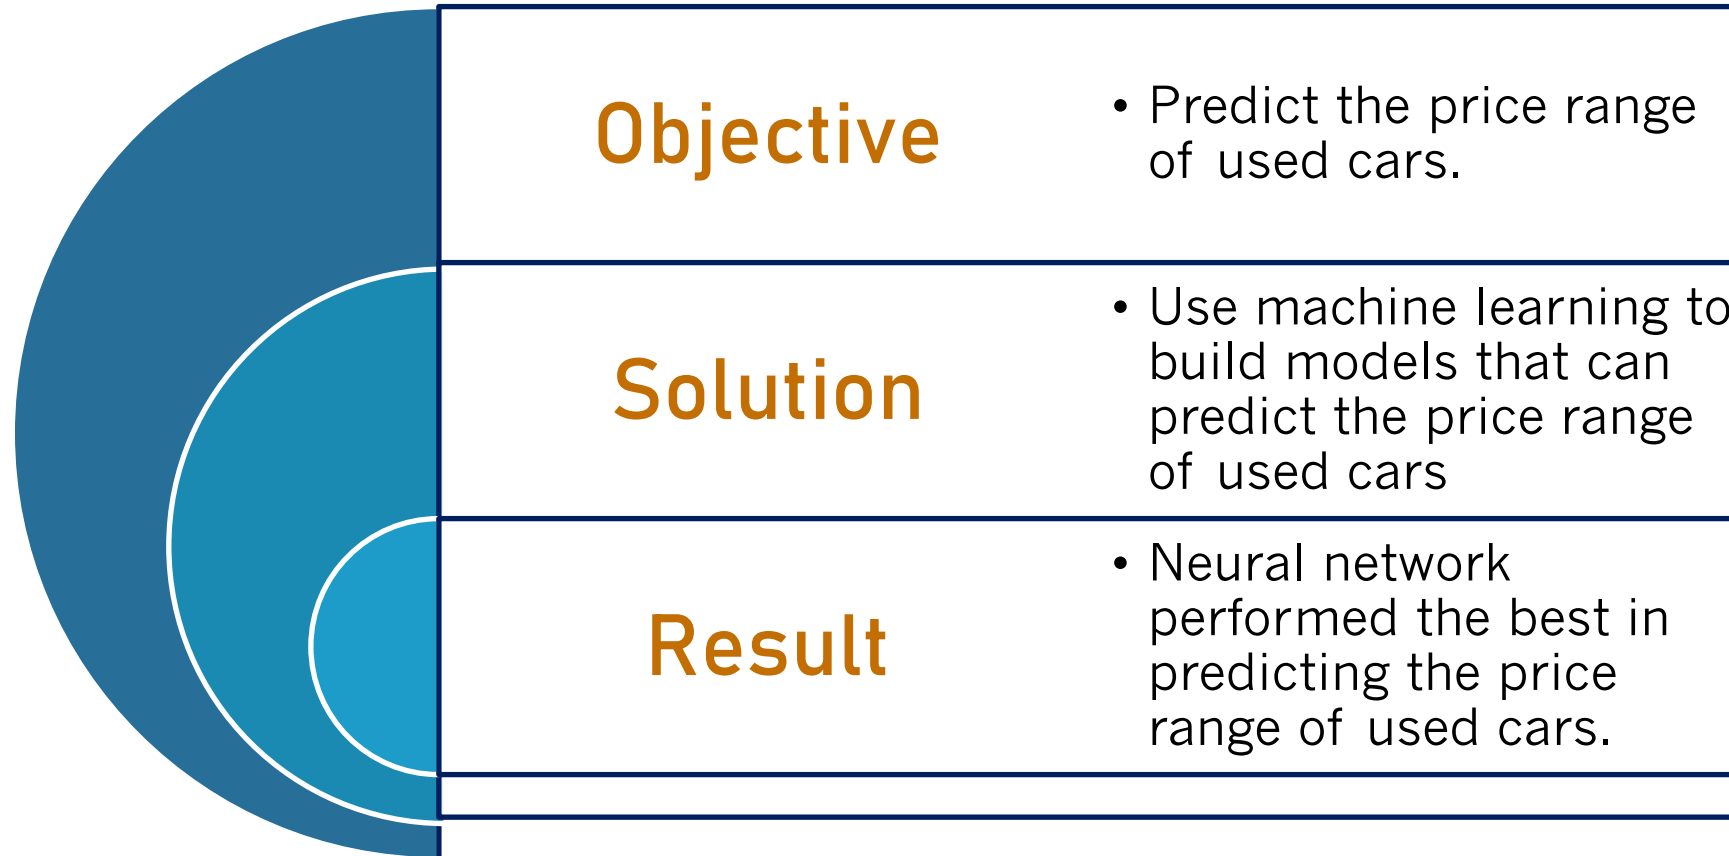 Objective
• Predict the price range
of used cars.
Solution
• Use machine learning to
build models that can
predict the price range
of used cars
Result
• Neural network
performed the best in
predicting the price
range of used cars.